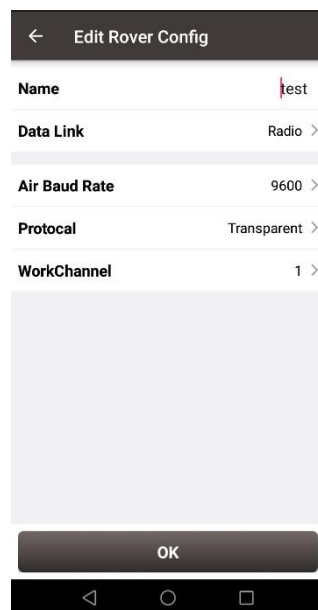 Edit Rover Config
Name test
Data Link Radio
Air Baud Rate 9600
Protocal Transparent
WorkChannel 1
OK